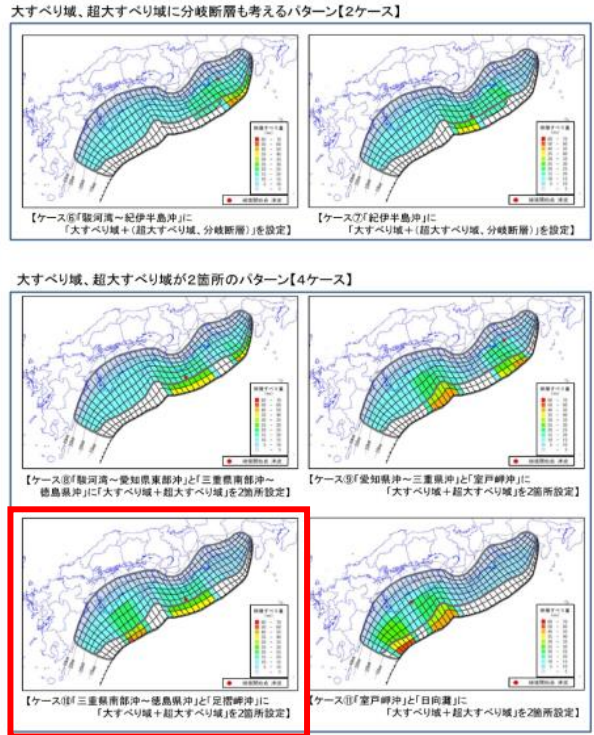 大すべり域、超大すべり域に分岐断層も考えるパターン【2ケース】
【ケース⑥「駿河湾~紀伊半島沖」に
「大すべり域+(超大すべり域、分岐断層)」を設定】
【ケース⑦「紀伊半島沖」に
「大すべり域+(超大すべり域、分岐断層)」を設定】
大すべり域、超大すべり域が2箇所のパターン【4ケース】
【ケース⑧「駿河湾~愛知県東部沖」と「三重県南部沖~
徳島県沖」に「大すべり域+超大すべり域」を2箇所設定】
【ケース⑨「愛知県沖~三重県沖」と「室戸岬沖」に
「大すべり域+超大すべり域」を2箇所設定】
【ケース⑩「三重県南部沖~徳島県沖」と「足摺岬沖」に
「大すべり域+超大すべり域」を2箇所設定】
【ケース⑪「室戸岬沖」と「日向灘」に
「大すべり域+超大すべり域」を2箇所設定】